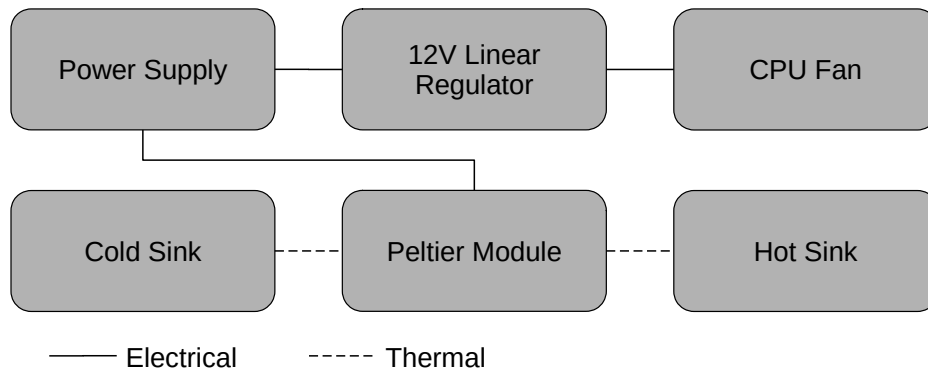 Power Supply
12V Linear
Regulator
CPU Fan
Cold Sink
Peltier Module
Hot Sink
Electrical
Thermal